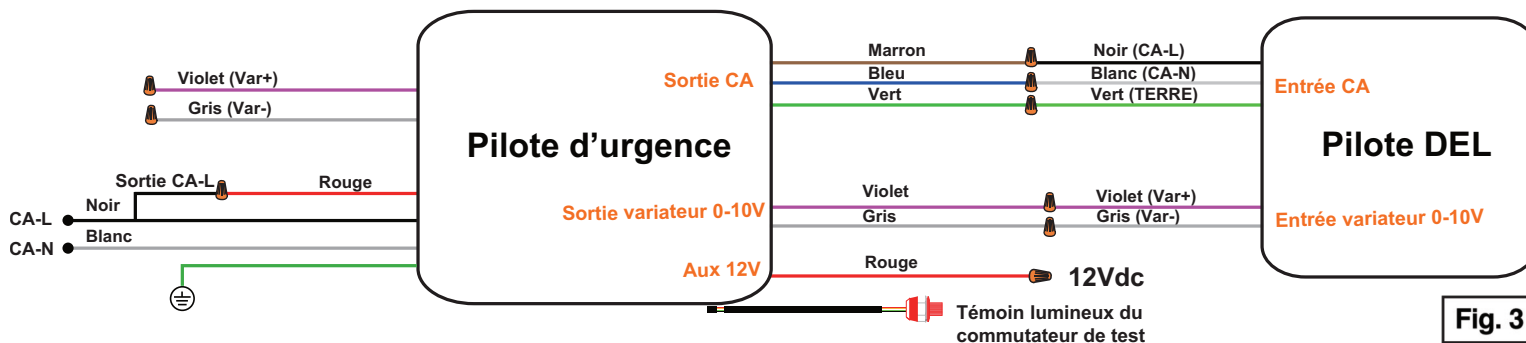 Violet (Var+)
Gris (Var-)
Sortie CA-L
Rouge
Noir
CA-L
Blanc
CA-N
Pilote d’urgence
Sortie CA
Sortie variateur 0-10V
Aux 12V
Marron
Bleu
Vert
Noir (CA-L)
Blanc (CA-N)
Vert (TERRE)
Violet
Gris
Violet (Var+)
Gris (Var-)
Rouge
12Vdc
Témoin lumineux du
commutateur de test
Entrée CA
Pilote DEL
Entrée variateur 0-10V
Fig. 3